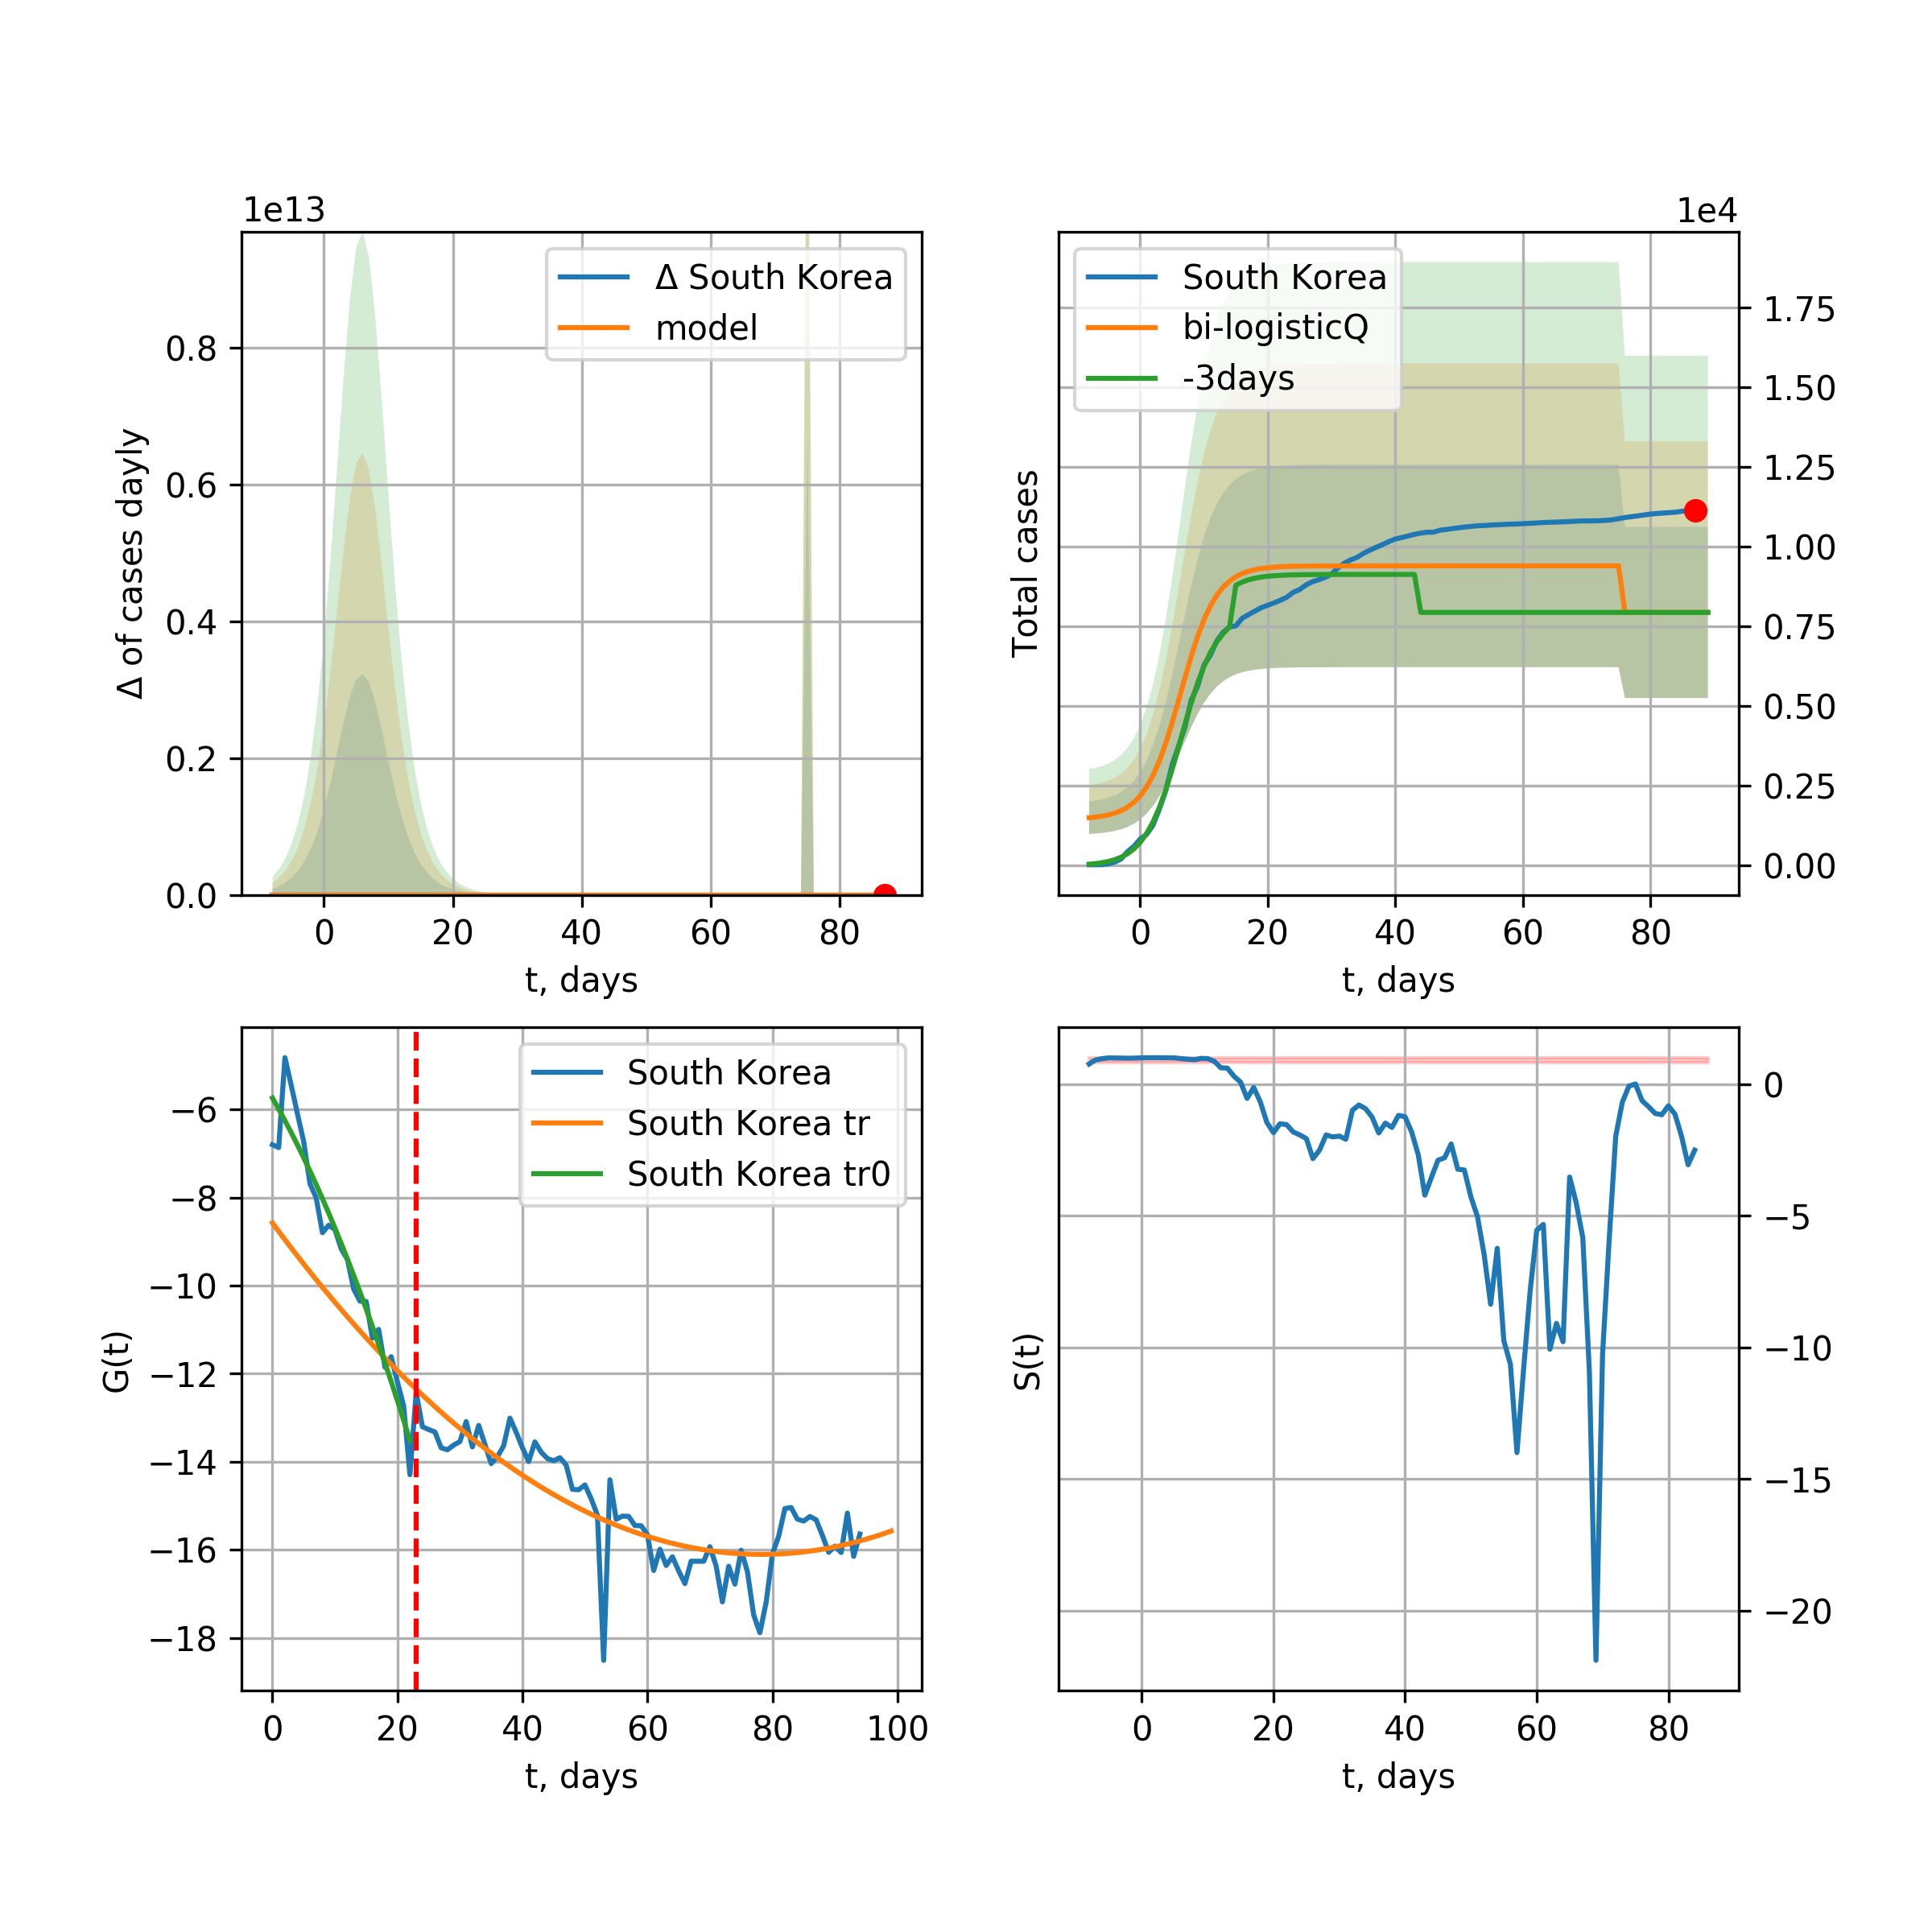 1e13
Δ South Korea
model
0.8
0.6
0.4
0.2
0.0
Δ of cases dayly
0 20 40 60 80
t, days
1e4
South Korea
bi-logisticQ
-3days
1.75
1.50
1.25
1.00
0.75
0.50
0.25
0.00
Total cases
0 20 40 60 80
t, days
South Korea
South Korea tr
South Korea tr0
−6
−8
−10
−12
−14
−16
−18
G(t)
0 20 40 60 80 100
t, days
0
−5
−10
−15
−20
S(t)
0 20 40 60 80
t, days